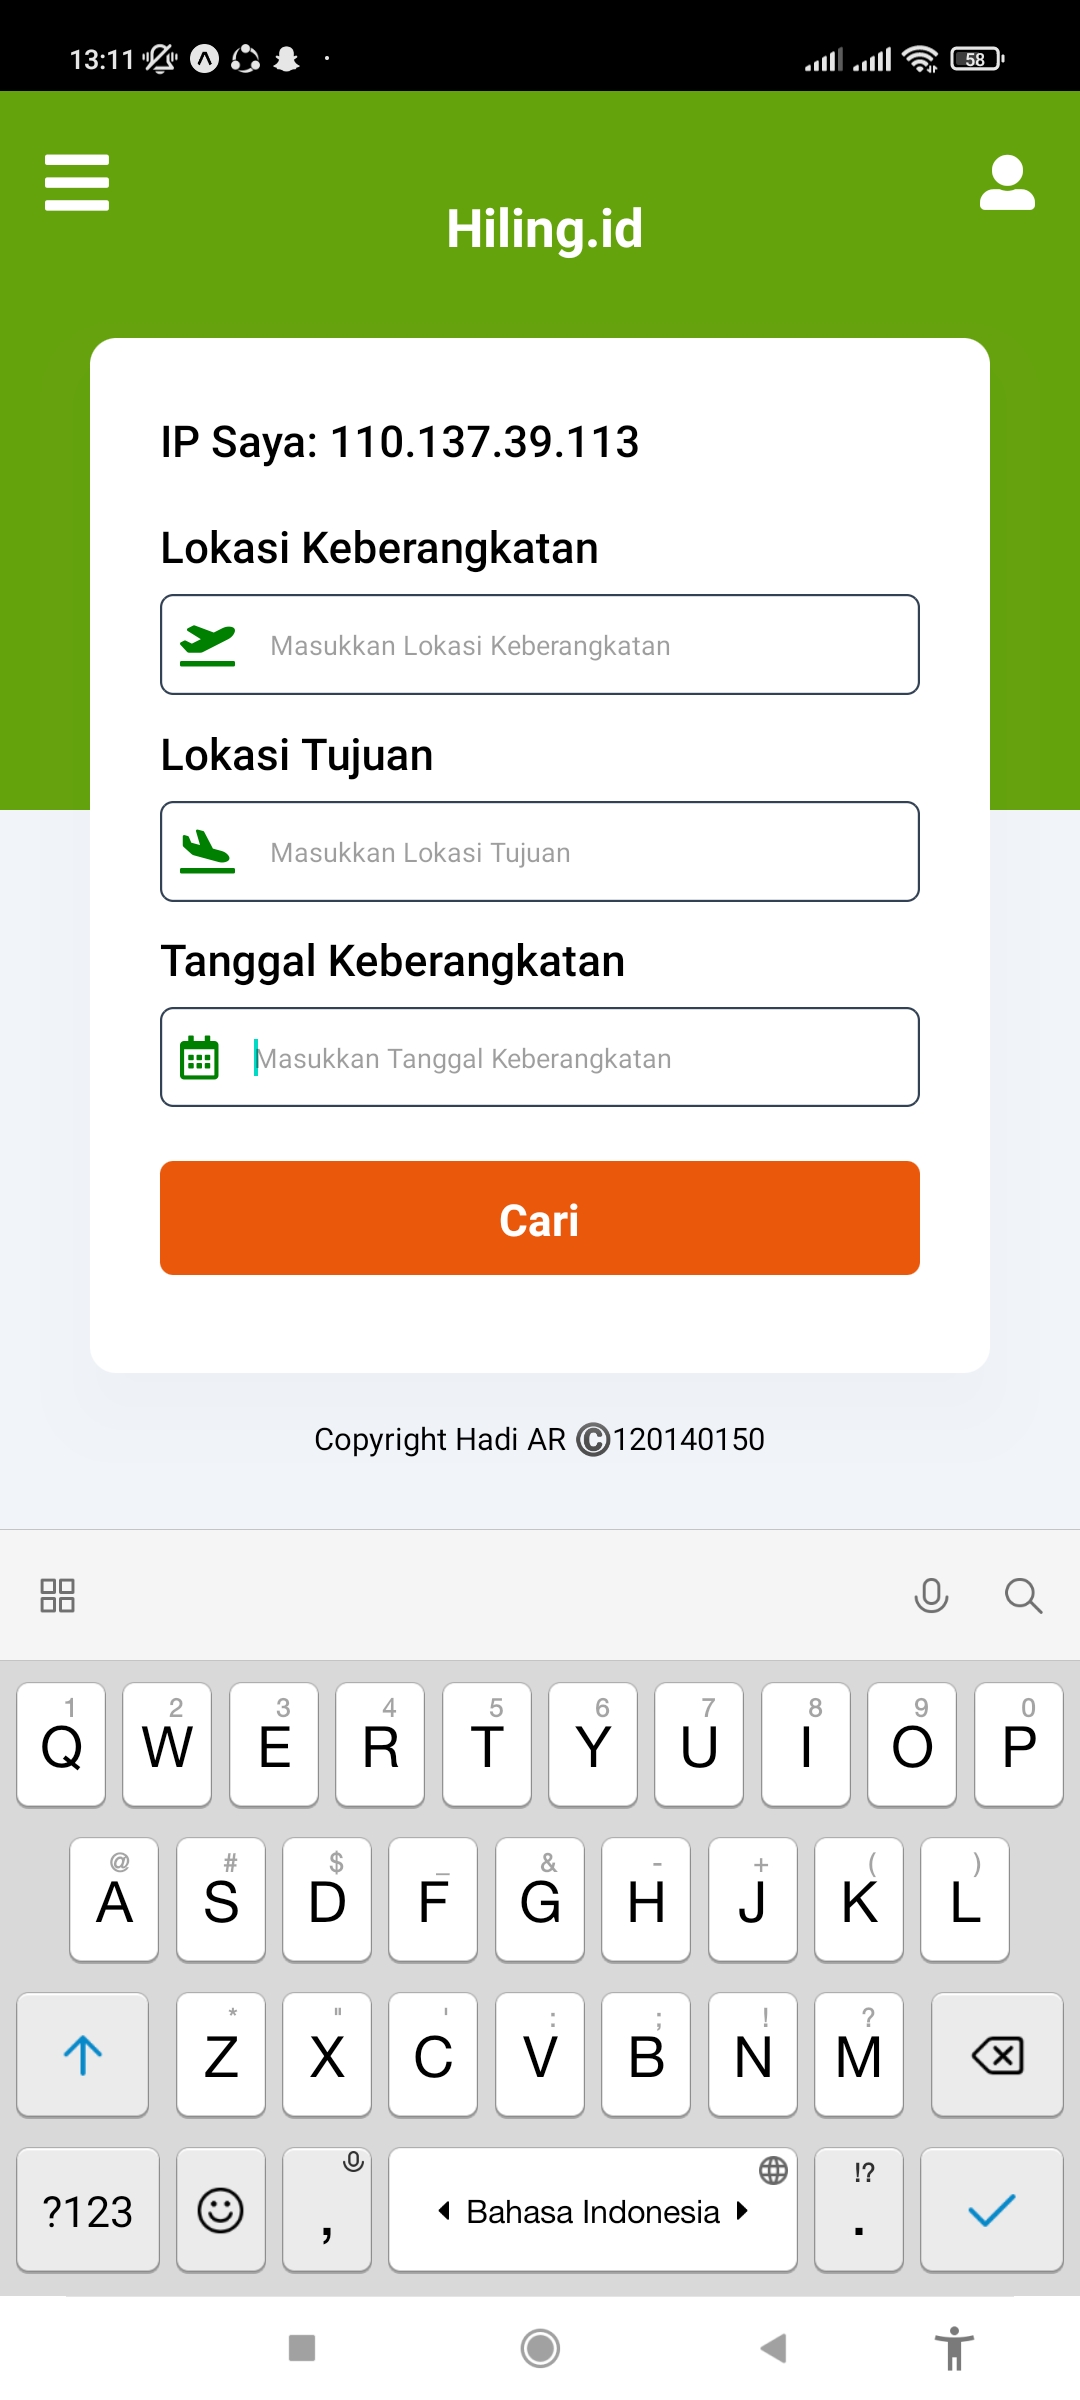 13:11
58
Hiling.id
IP Saya: 110.137.39.113
Lokasi Keberangkatan
Masukkan Lokasi Keberangkatan
Lokasi Tujuan
Masukkan Lokasi Tujuan
Tanggal Keberangkatan
Masukkan Tanggal Keberangkatan
Cari
Copyright Hadi AR ©120140150
1 2 3 4 5 6 7 8 9 0
Q W E R T Y U I O P
@ # $ _ & - + ( )
A S D F G H J K L
* " ' : ; ! ?
Z X C V B N M
!?
?123 , Bahasa Indonesia .